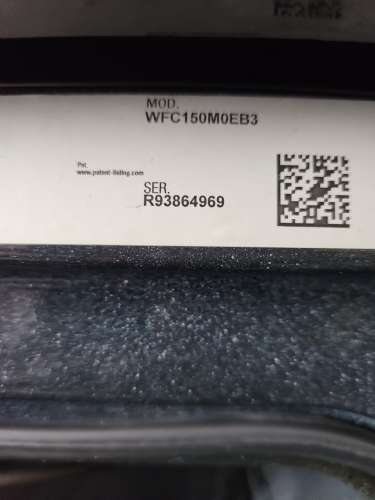 MOD.
WFC150M0EB3
Pat.
www.patent-listing.com
SER.
R93864969